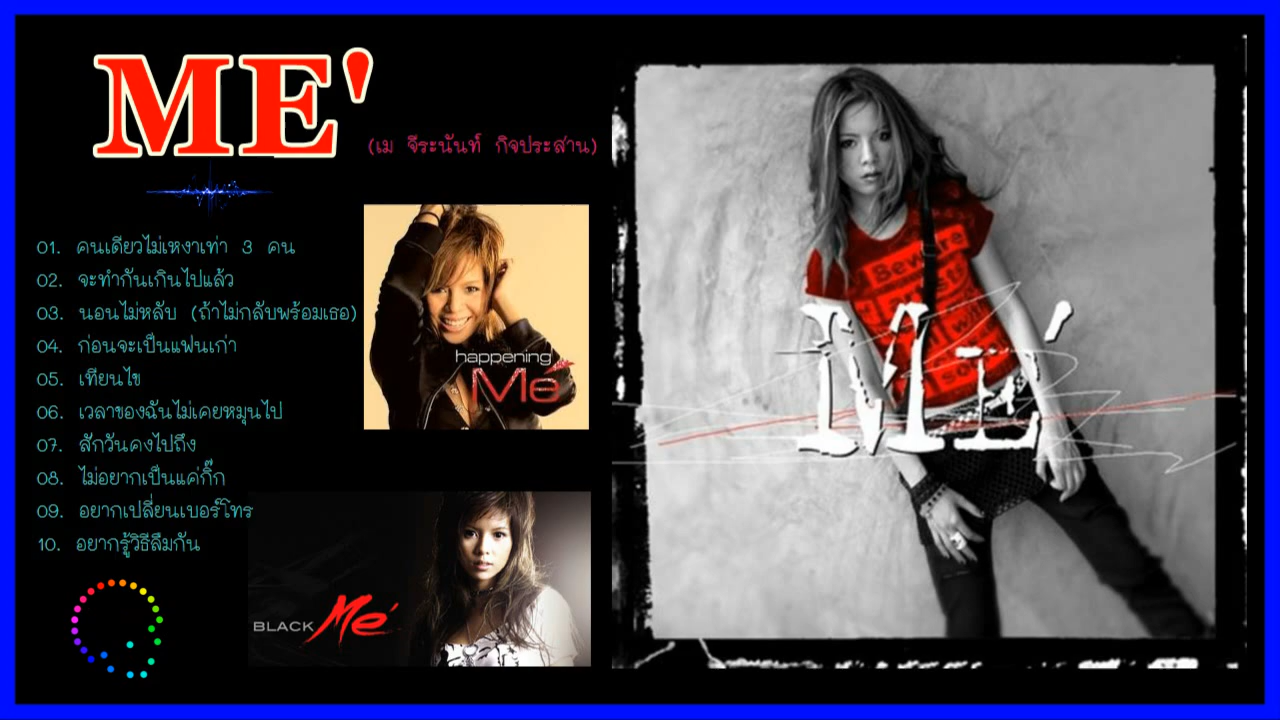 ME'
(เม จีระนันท์ กิจประสาน)
01. คนเดียวไม่เหงาเท่า 3 คน
02. จะทำกันเกินไปแล้ว
03. นอนไม่หลับ (ถ้าไม่กลับพร้อมเธอ)
04. ก่อนจะเป็นแฟนเก่า
05. เทียนไข
06. เวลาของฉันไม่เคยหมุนไป
07. สักวันคงไปถึง
08. ไม่อยากเป็นแค่กิ๊ก
09. อยากเปลี่ยนเบอร์โทร
10. อยากรู้วิธีลืมกัน
happening
Mé
BLACK Mé
Beware
will
Mé